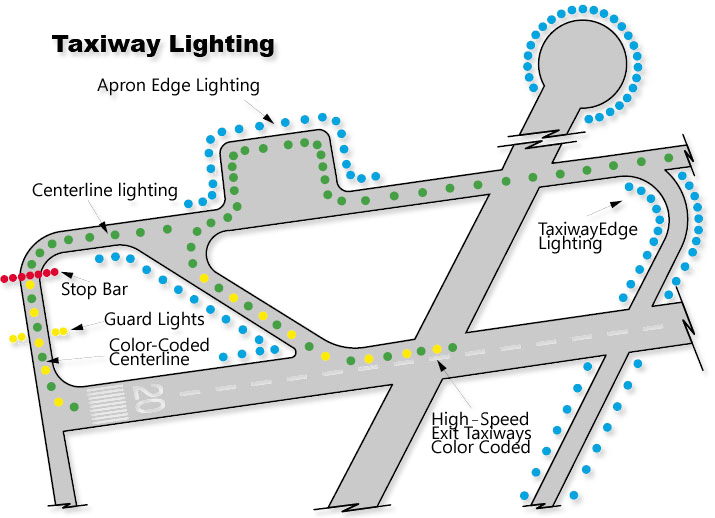 Taxiway Lighting
Apron Edge Lighting
Centerline lighting
TaxiwayEdge
Lighting
Stop Bar
Guard Lights
Color-Coded
Centerline
20
High-Speed
Exit Taxiways
Color Coded